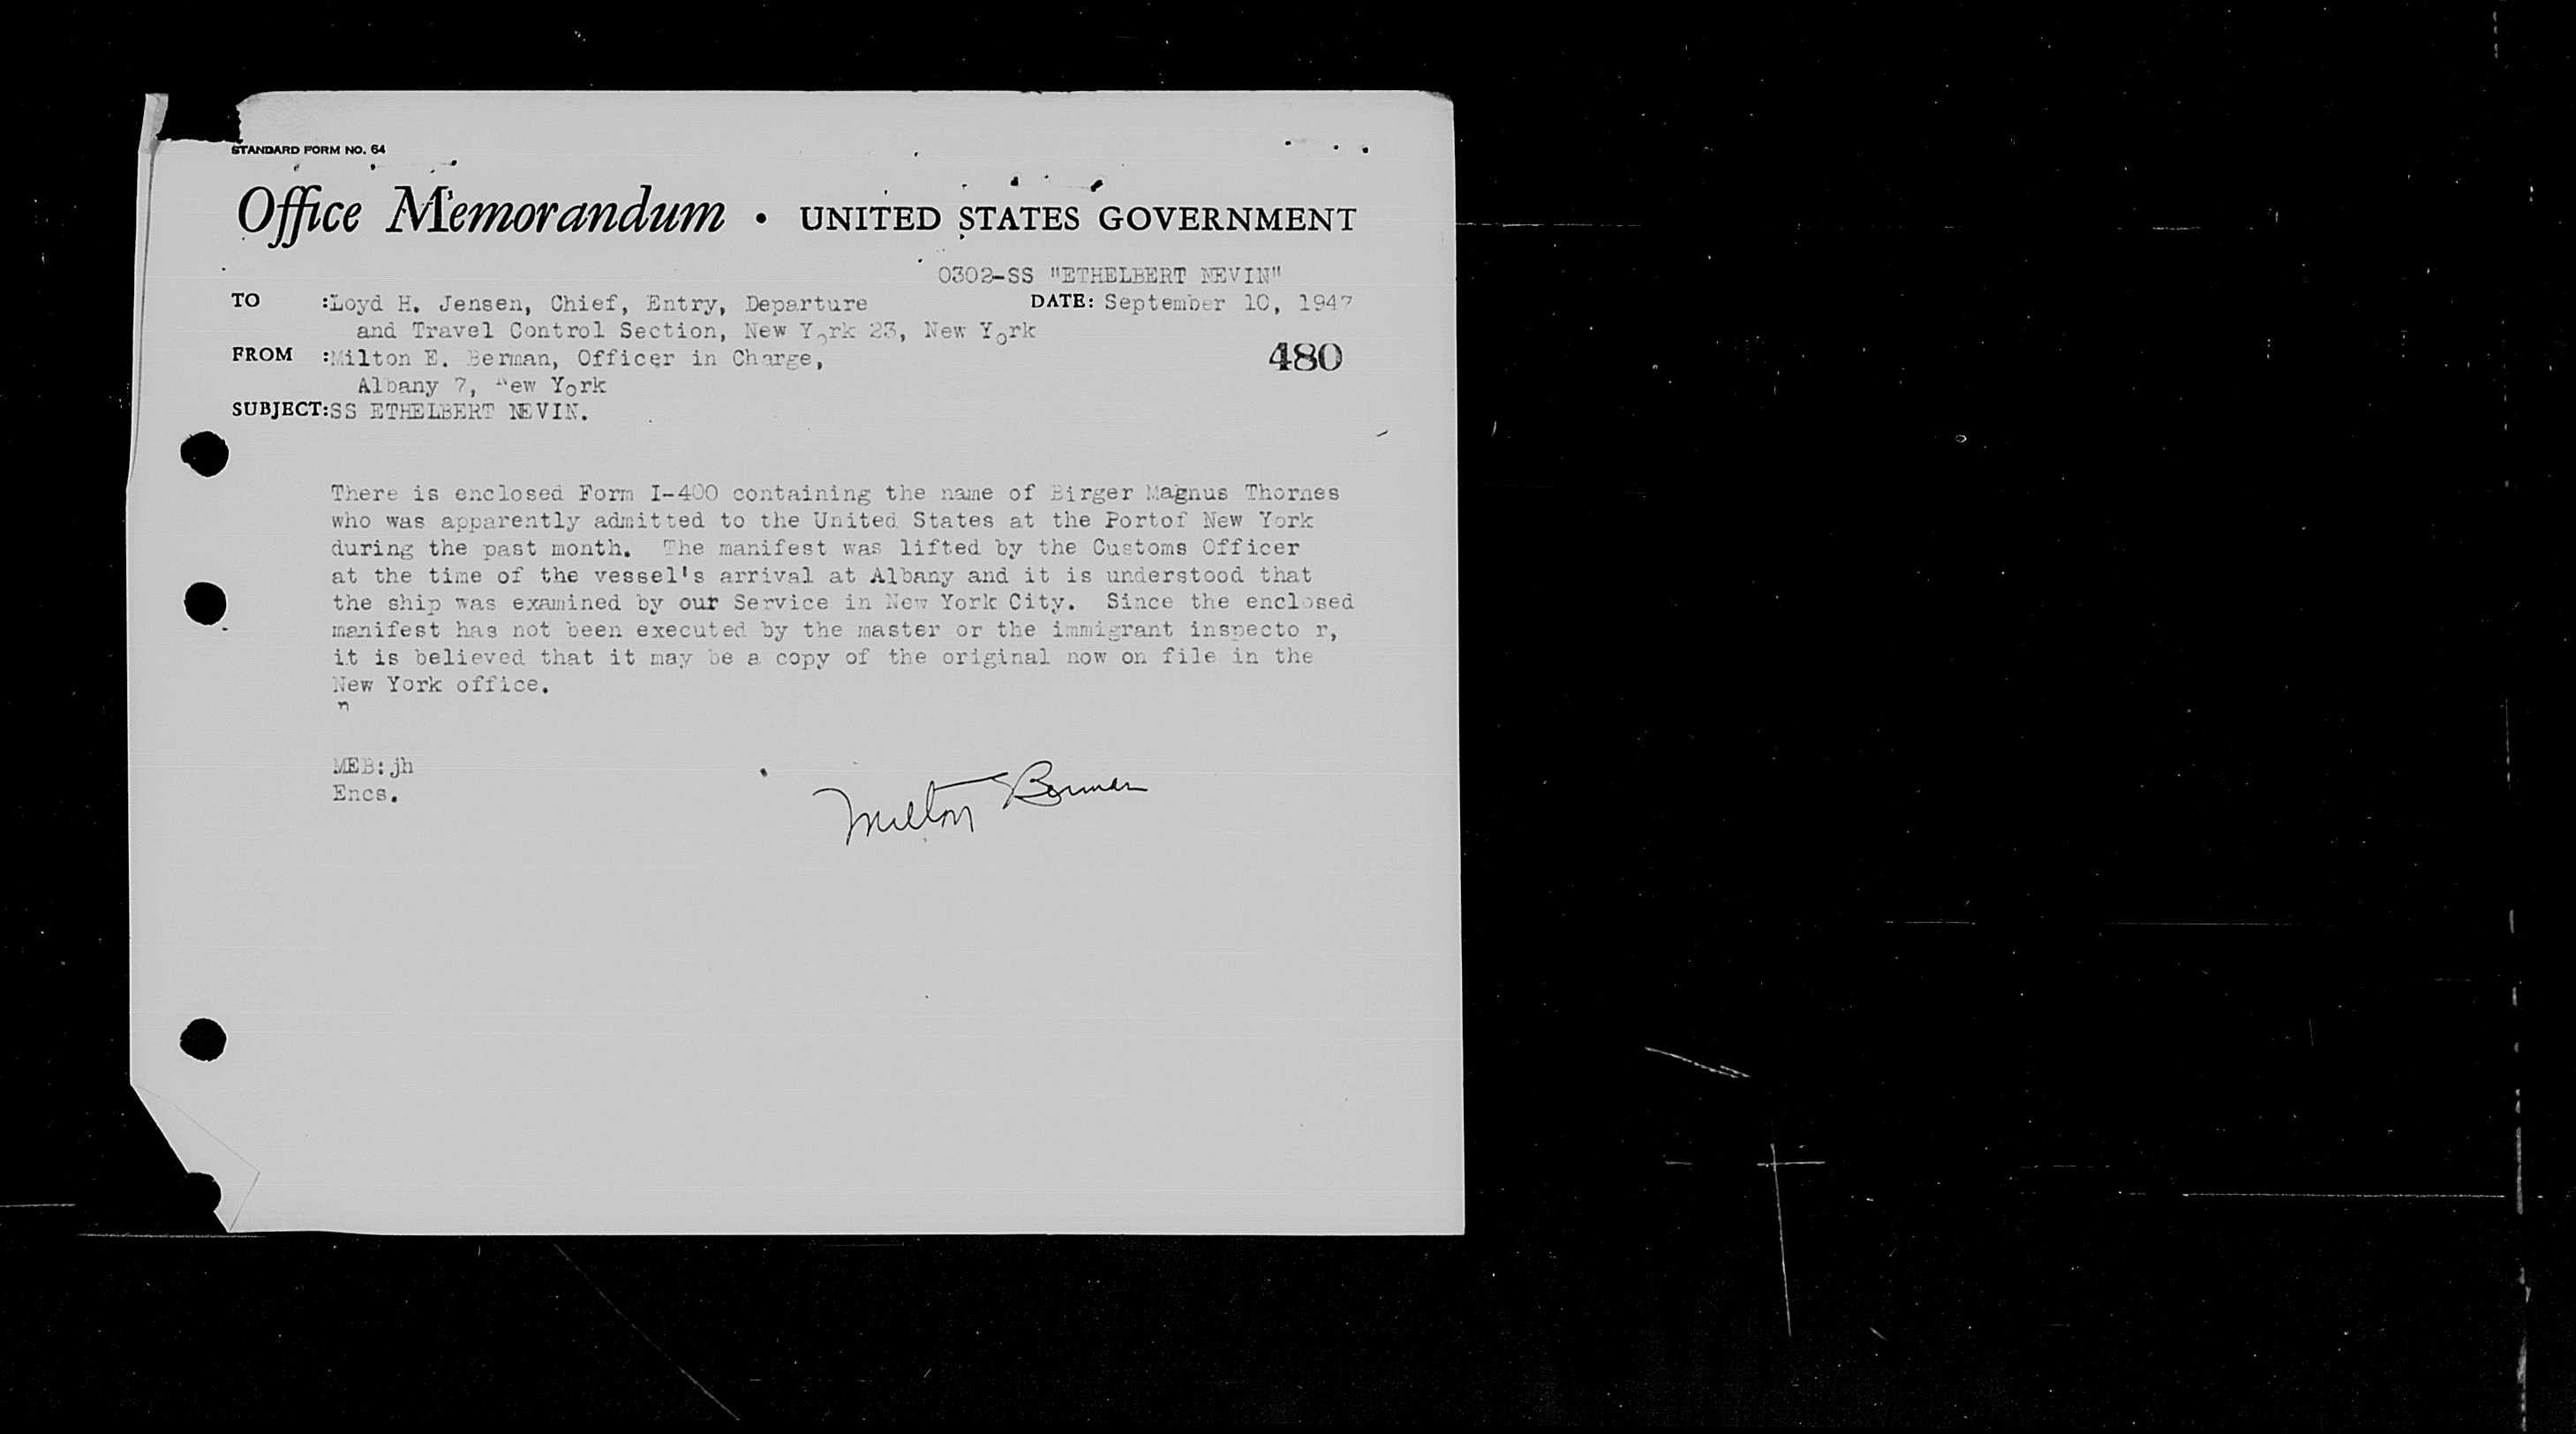 STANDARD FORM NO. 64
Office Memorandum • UNITED STATES GOVERNMENT
0302-SS "ETHELBERT NEVIN"
TO :Loyd H. Jensen, Chief, Entry, Departure DATE: September 10, 1947
and Travel Control Section, New York 23, New York
FROM :Milton E. Berman, Officer in Charge,
480
Albany 7, New York
SUBJECT:SS ETHELBERT NEVIN.
There is enclosed Form I-400 containing the name of Birger Magnus Thornes
who was apparently admitted to the United States at the Portof New York
during the past month. The manifest was lifted by the Customs Officer
at the time of the vessel's arrival at Albany and it is understood that
the ship was examined by our Service in New York City. Since the enclosed
manifest has not been executed by the master or the immigrant inspecto r,
it is believed that it may be a copy of the original now on file in the
New York office.
MEB:jh
Encs.
Milton Berman